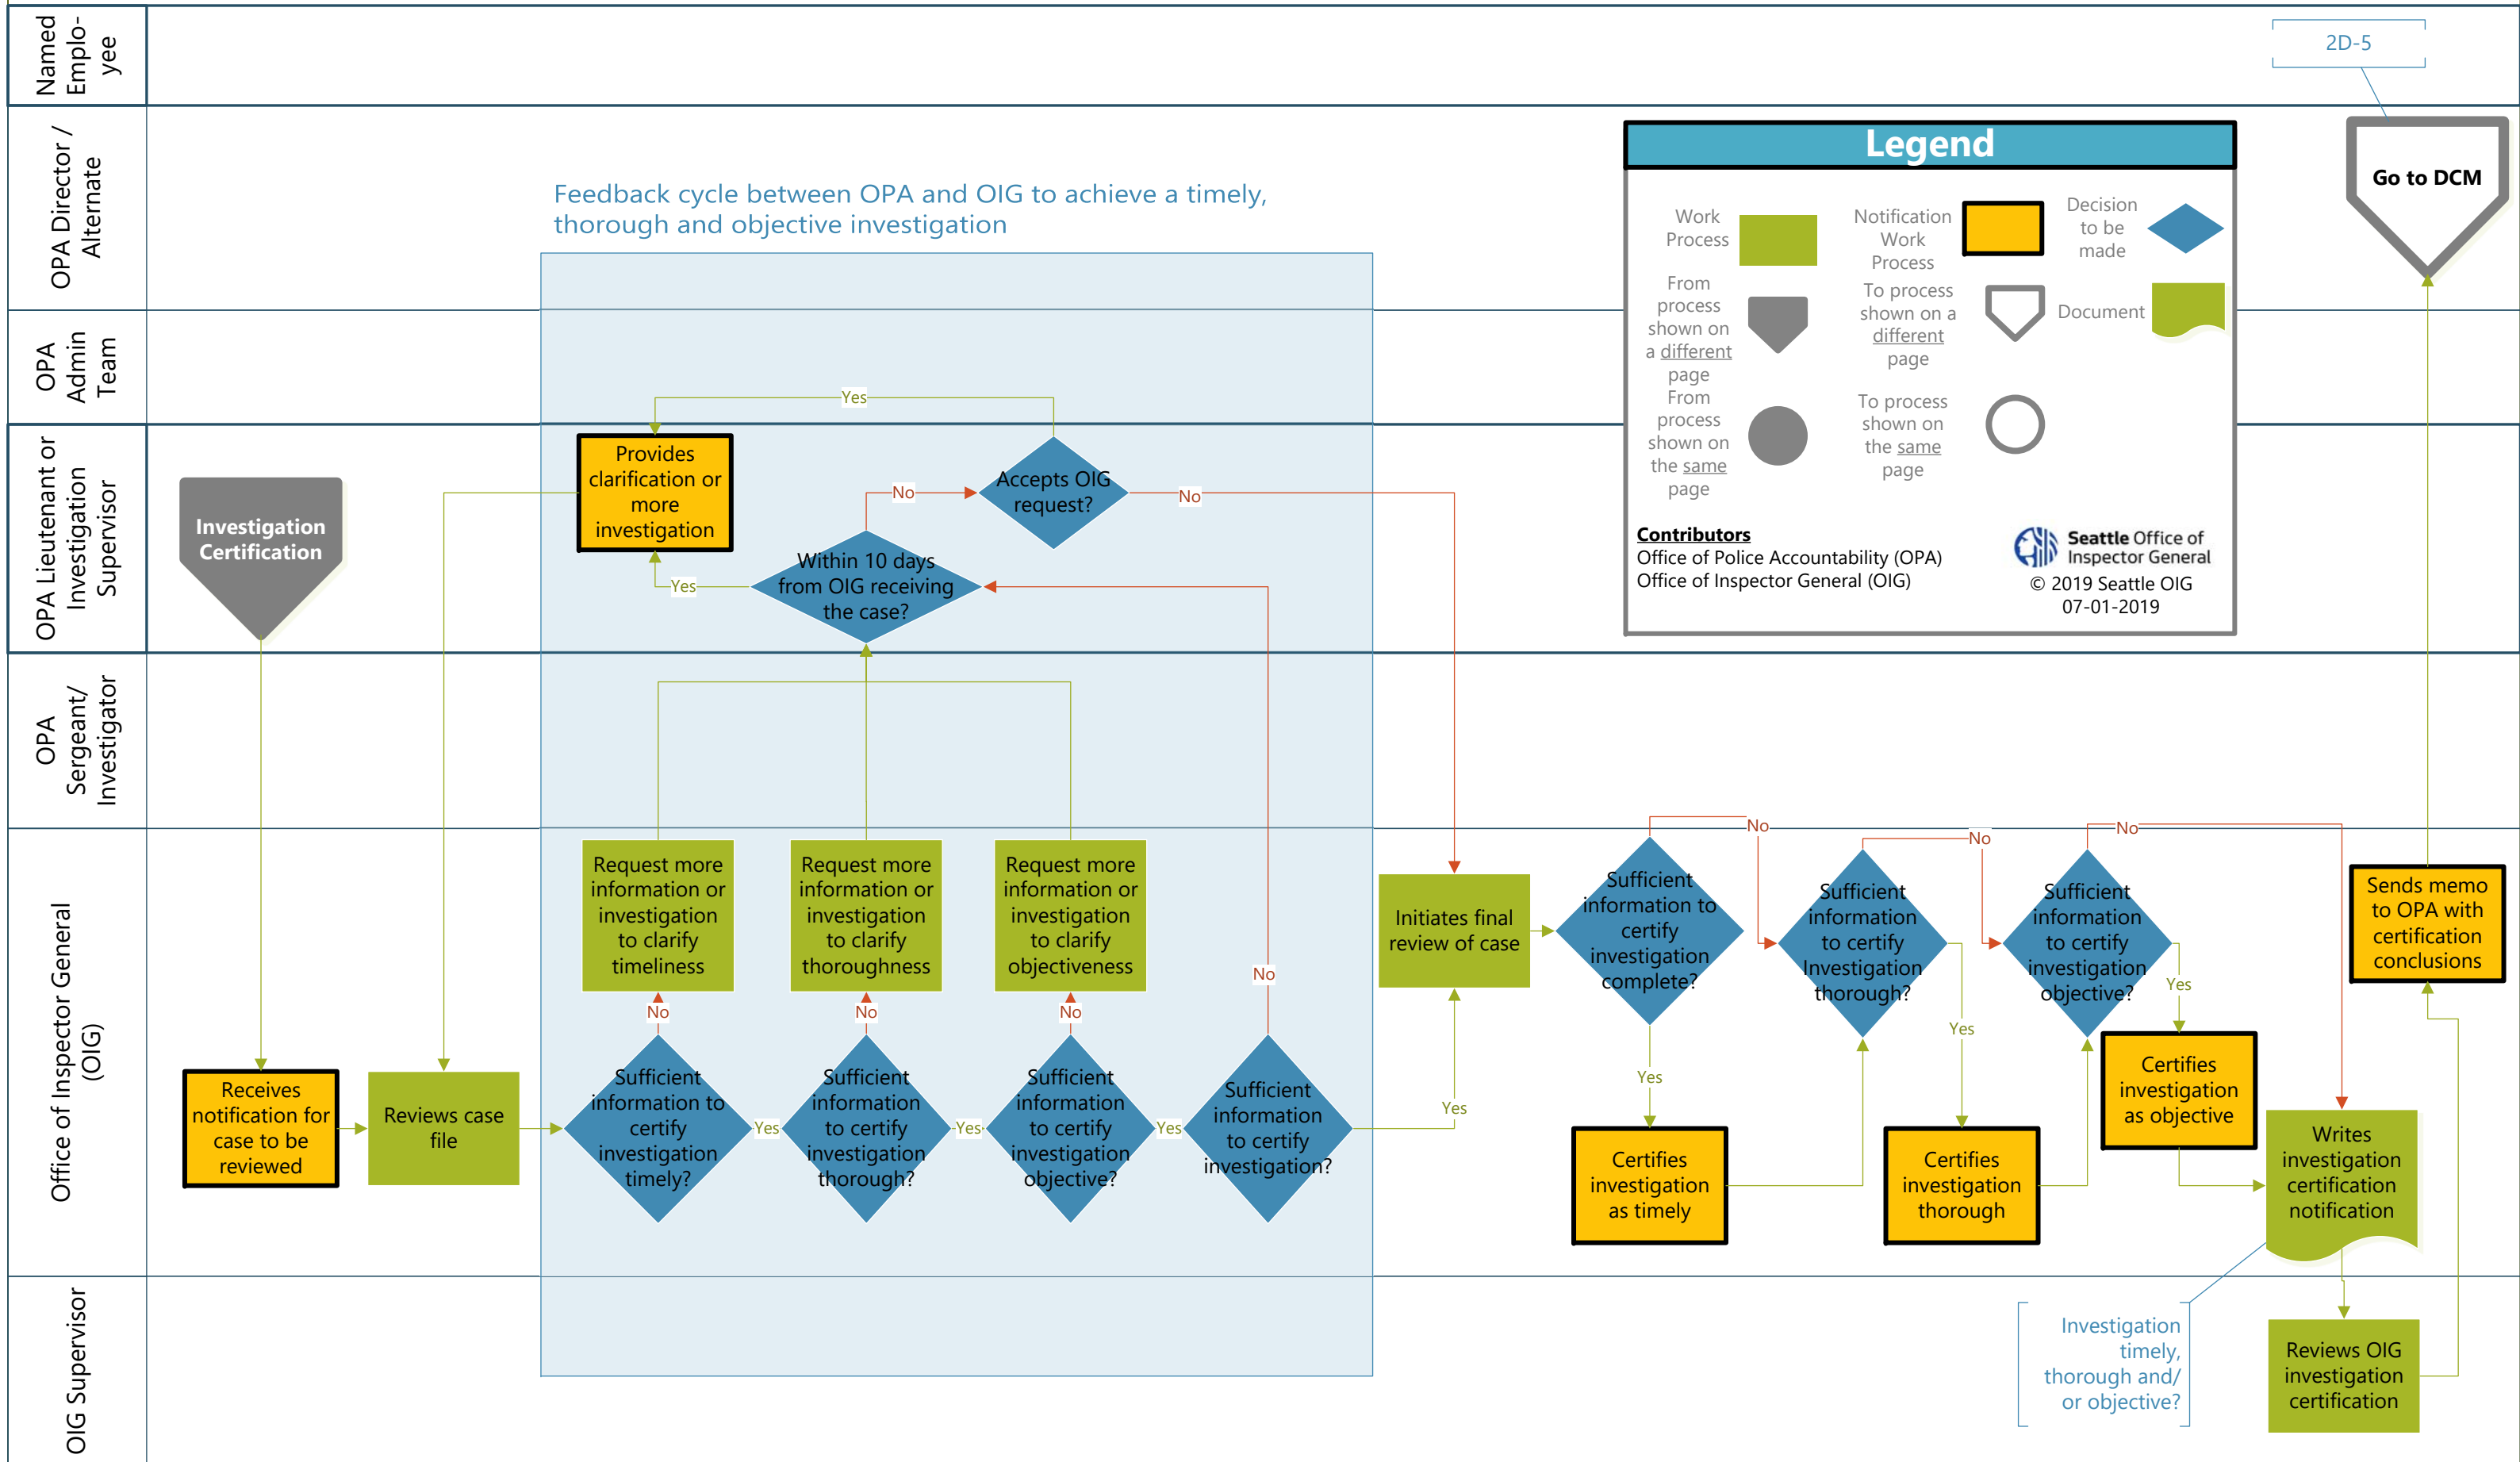 Named
Emplo-
yee
2D-5
OPA Director /
Alternate
Go to DCM
Feedback cycle between OPA and OIG to achieve a timely,
thorough and objective investigation
Legend
Work
Process
Notification
Work
Process
Decision
to be
made
From
process
shown on
a different
page
To process
shown on a
different
page
Document
From
process
shown on
the same
page
To process
shown on
the same
page
Contributors
Office of Police Accountability (OPA)
Office of Inspector General (OIG)
Seattle Office of
Inspector General
© 2019 Seattle OIG
07-01-2019
OPA
Admin
Team
Yes
OPA Lieutenant or
Investigation
Supervisor
Investigation
Certification
Provides
clarification or
more
investigation
No
Accepts OIG
request?
No
Within 10 days
from OIG receiving
the case?
Yes
OPA
Sergeant/
Investigator
Office of Inspector General
(OIG)
Receives
notification for
case to be
reviewed
Reviews case
file
Request more
information or
investigation
to clarify
timeliness
Request more
information or
investigation
to clarify
thoroughness
Request more
information or
investigation
to clarify
objectiveness
No
No
No
No
Sufficient
information to
certify
investigation
timely?
Yes
Sufficient
information
to certify
investigation
thorough?
Yes
Sufficient
information
to certify
investigation
objective?
Yes
Sufficient
information
to certify
investigation?
Yes
Initiates final
review of case
Sufficient
information to
certify
investigation
complete?
No
Yes
Certifies
investigation
as timely
Sufficient
information
to certify
Investigation
thorough?
No
Yes
Certifies
investigation
thorough
Sufficient
information
to certify
investigation
objective?
No
Yes
Certifies
investigation
as objective
Writes
investigation
certification
notification
Sends memo
to OPA with
certification
conclusions
OIG Supervisor
Investigation
timely,
thorough and/
or objective?
Reviews OIG
investigation
certification